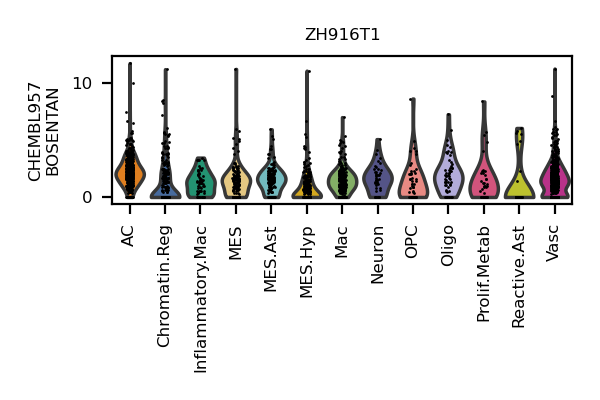 ZH916T1
CHEMBL957
BOSENTAN
10
0
AC
Chromatin.Reg
Inflammatory.Mac
MES
MES.Ast
MES.Hyp
Mac
Neuron
OPC
Oligo
Prolif.Metab
Reactive.Ast
Vasc